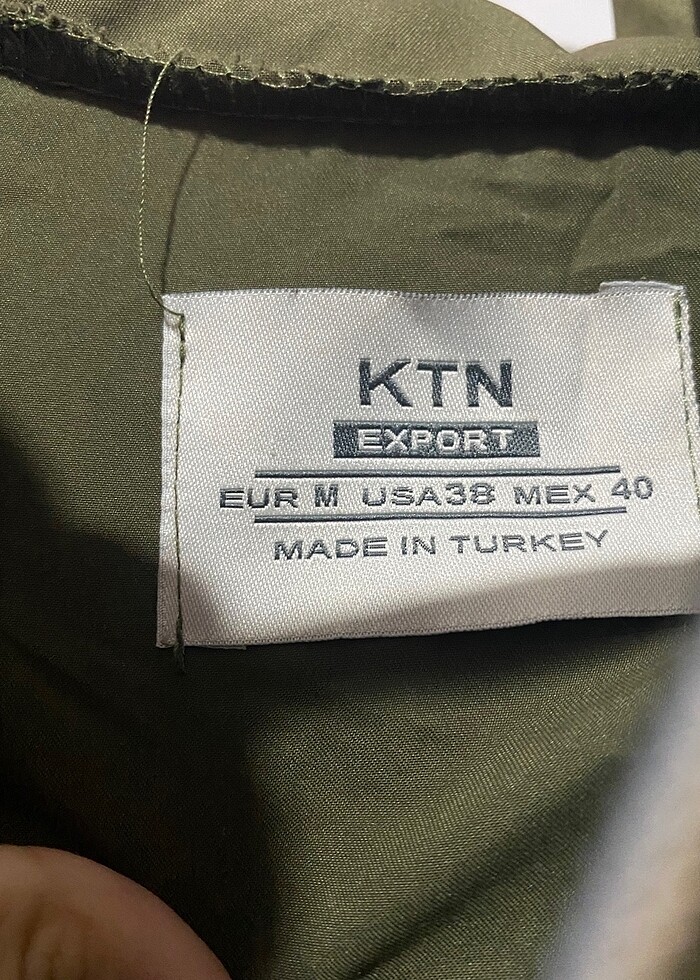 KTN
EXPORT
EUR M USA38 MEX 40
MADE IN TURKEY